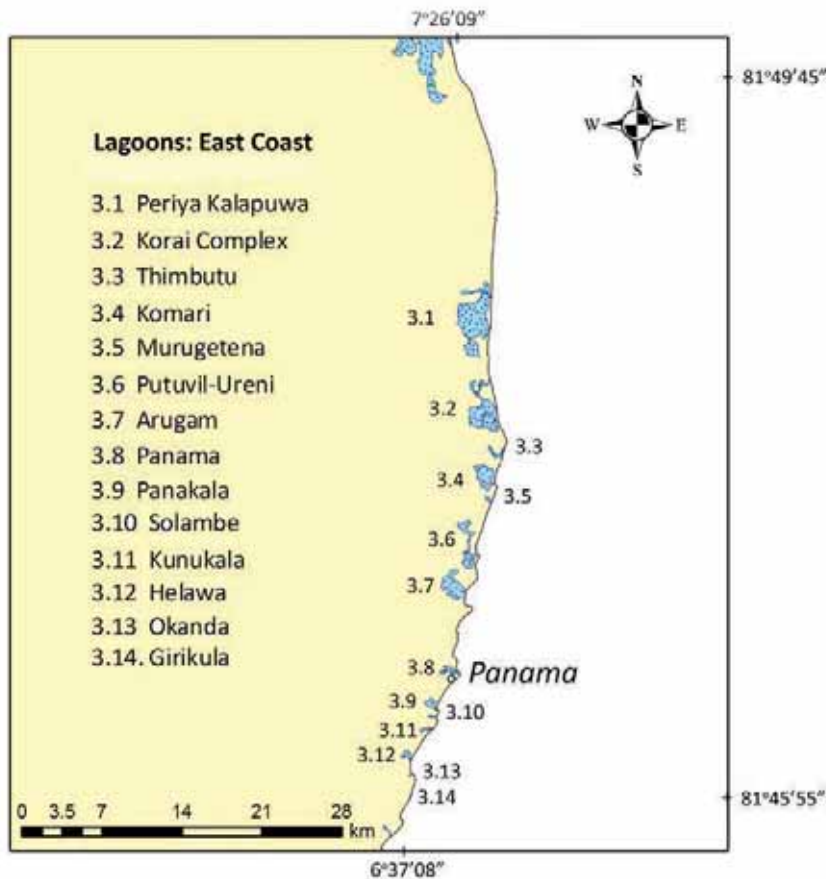 7°26'09"
81°49'45"
N
W E
S
Lagoons: East Coast
3.1 Periya Kalapuwa
3.2 Korai Complex
3.3 Thimbutu
3.4 Komari
3.5 Murugetena
3.6 Putuvil-Ureni
3.7 Arugam
3.8 Panama
3.9 Panakala
3.10 Solambe
3.11 Kunukala
3.12 Helawa
3.13 Okanda
3.14. Girikula
3.1
3.2
3.3
3.4
3.5
3.6
3.7
3.8 Panama
3.9
3.10
3.11
3.12
3.13
3.14
0 3.5 7 14 21 28
km
81°45'55"
6°37'08"